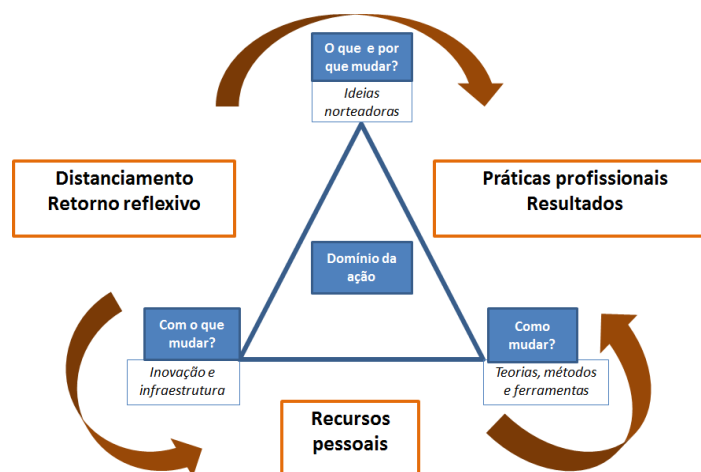 O que e por
que mudar?
Ideias
norteadoras
Distanciamento
Retorno reflexivo
Práticas profissionais
Resultados
Domínio da
ação
Com o que
mudar?
Inovação e
infraestrutura
Como
mudar?
Teorias, métodos
e ferramentas
Recursos
pessoais